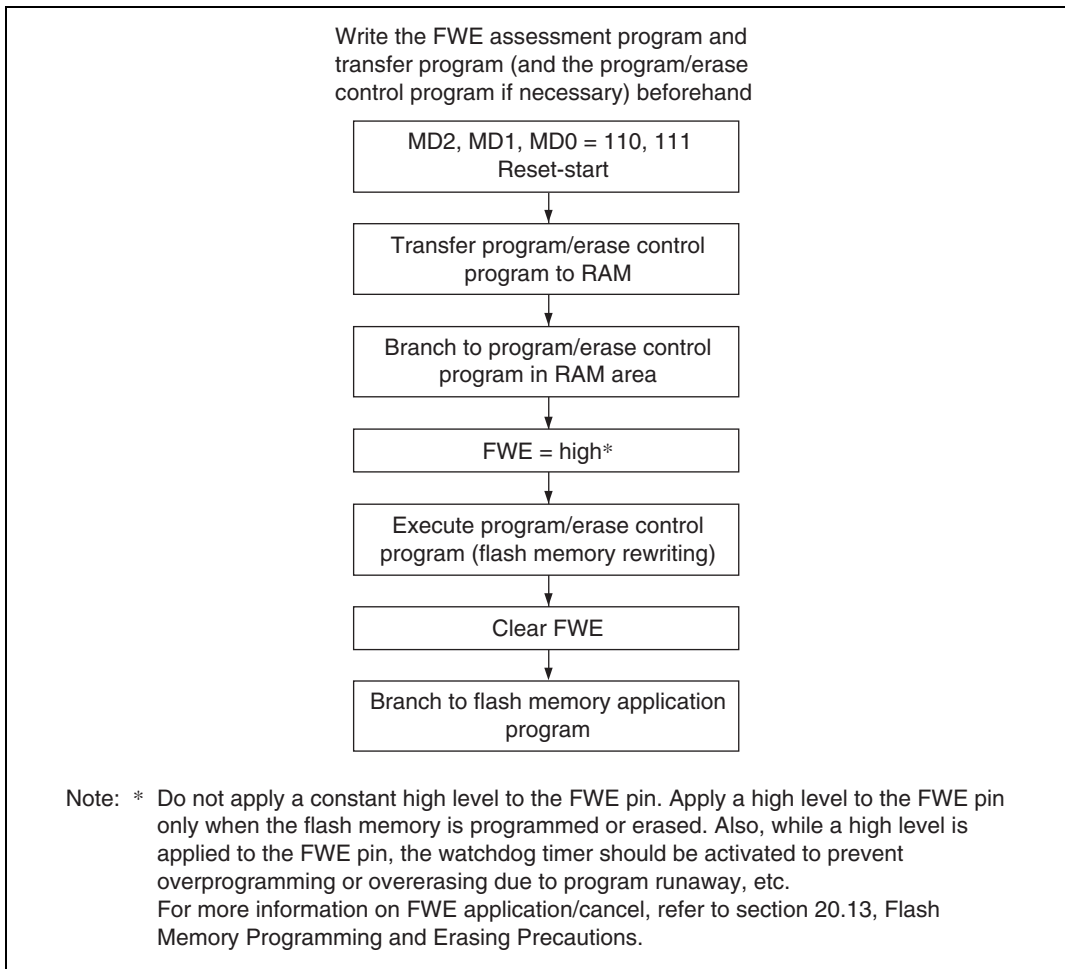 Write the FWE assessment program and
transfer program (and the program/erase
control program if necessary) beforehand
MD2, MD1, MD0 = 110, 111
Reset-start
Transfer program/erase control
program to RAM
Branch to program/erase control
program in RAM area
FWE = high*
Execute program/erase control
program (flash memory rewriting)
Clear FWE
Branch to flash memory application
program
Note: * Do not apply a constant high level to the FWE pin. Apply a high level to the FWE pin
only when the flash memory is programmed or erased. Also, while a high level is
applied to the FWE pin, the watchdog timer should be activated to prevent
overprogramming or overerasing due to program runaway, etc.
For more information on FWE application/cancel, refer to section 20.13, Flash
Memory Programming and Erasing Precautions.